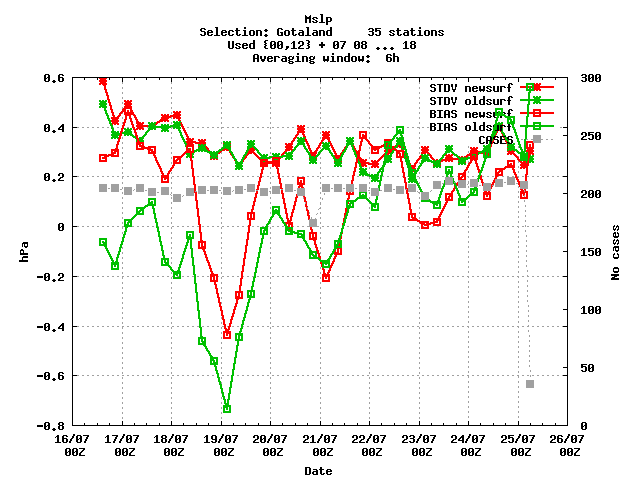 Mslp
Selection: Gotaland 35 stations
Used {00,12} + 07 08 ... 18
Averaging window: 6h
STDV newsurf
STDV oldsurf
BIAS newsurf
BIAS oldsurf
CASES
0,6
0,4
0,2
0
-0,2
-0,4
-0,6
-0,8
hPa
300
250
200
150
100
50
0
No cases
16/07 17/07 18/07 19/07 20/07 21/07 22/07 23/07 24/07 25/07 26/07
00Z 00Z 00Z 00Z 00Z 00Z 00Z 00Z 00Z 00Z 00Z
Date